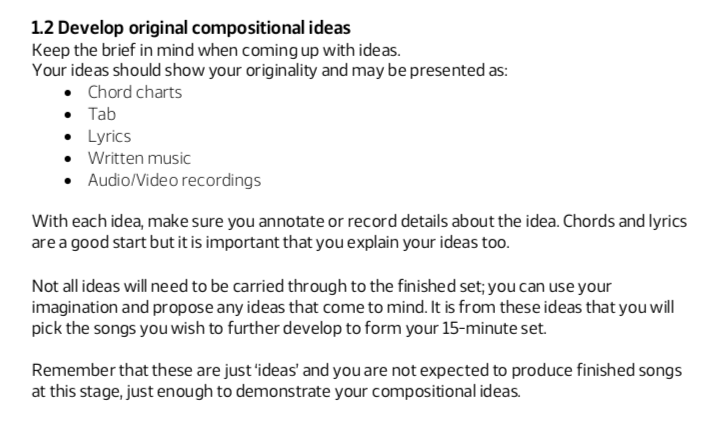 1.2 Develop original compositional ideas
Keep the brief in mind when coming up with ideas.
Your ideas should show your originality and may be presented as:
• Chord charts
• Tab
• Lyrics
• Written music
• Audio/Video recordings
With each idea, make sure you annotate or record details about the idea. Chords and lyrics
are a good start but it is important that you explain your ideas too.
Not all ideas will need to be carried through to the finished set; you can use your
imagination and propose any ideas that come to mind. It is from these ideas that you will
pick the songs you wish to further develop to form your 15-minute set.
Remember that these are just ‘ideas’ and you are not expected to produce finished songs
at this stage, just enough to demonstrate your compositional ideas.